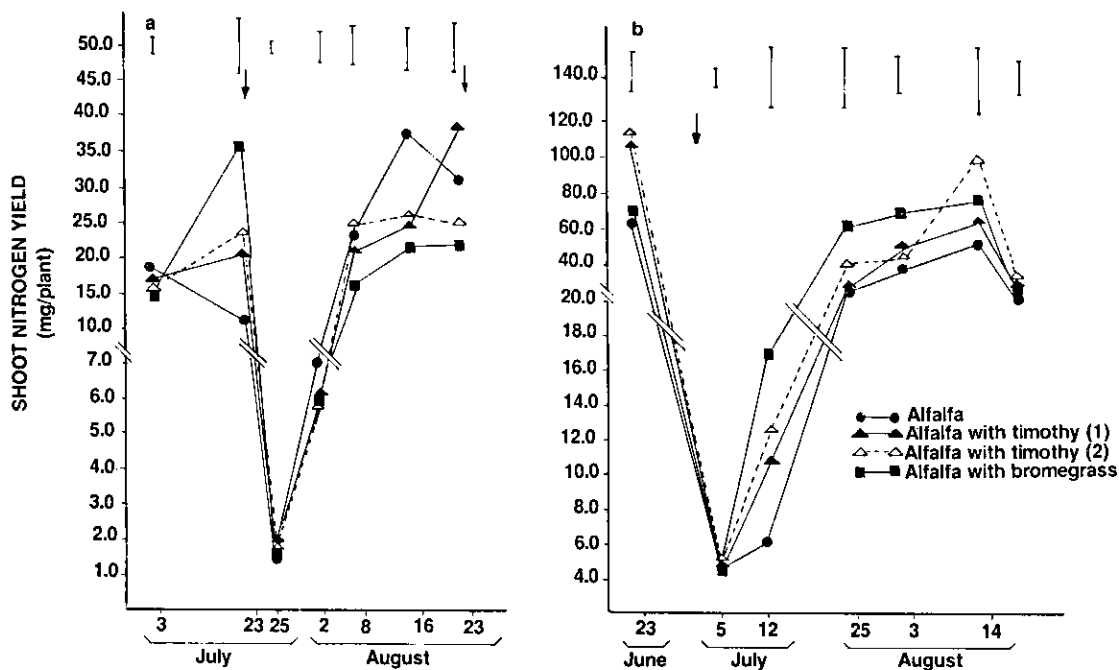 a
50.0
45.0
40.0
35.0
30.0
25.0
20.0
15.0
10.0
7.0
6.0
5.0
4.0
3.0
2.0
1.0
SHOOT NITROGEN YIELD
(mg/plant)
3 23 25 2 8 16 23
July August
b
140.0
120.0
100.0
80.0
60.0
40.0
20.0
18.0
16.0
14.0
12.0
10.0
8.0
6.0
4.0
Alfalfa
Alfalfa with timothy (1)
Alfalfa with timothy (2)
Alfalfa with bromegrass
23 5 12 25 3 14
June July August